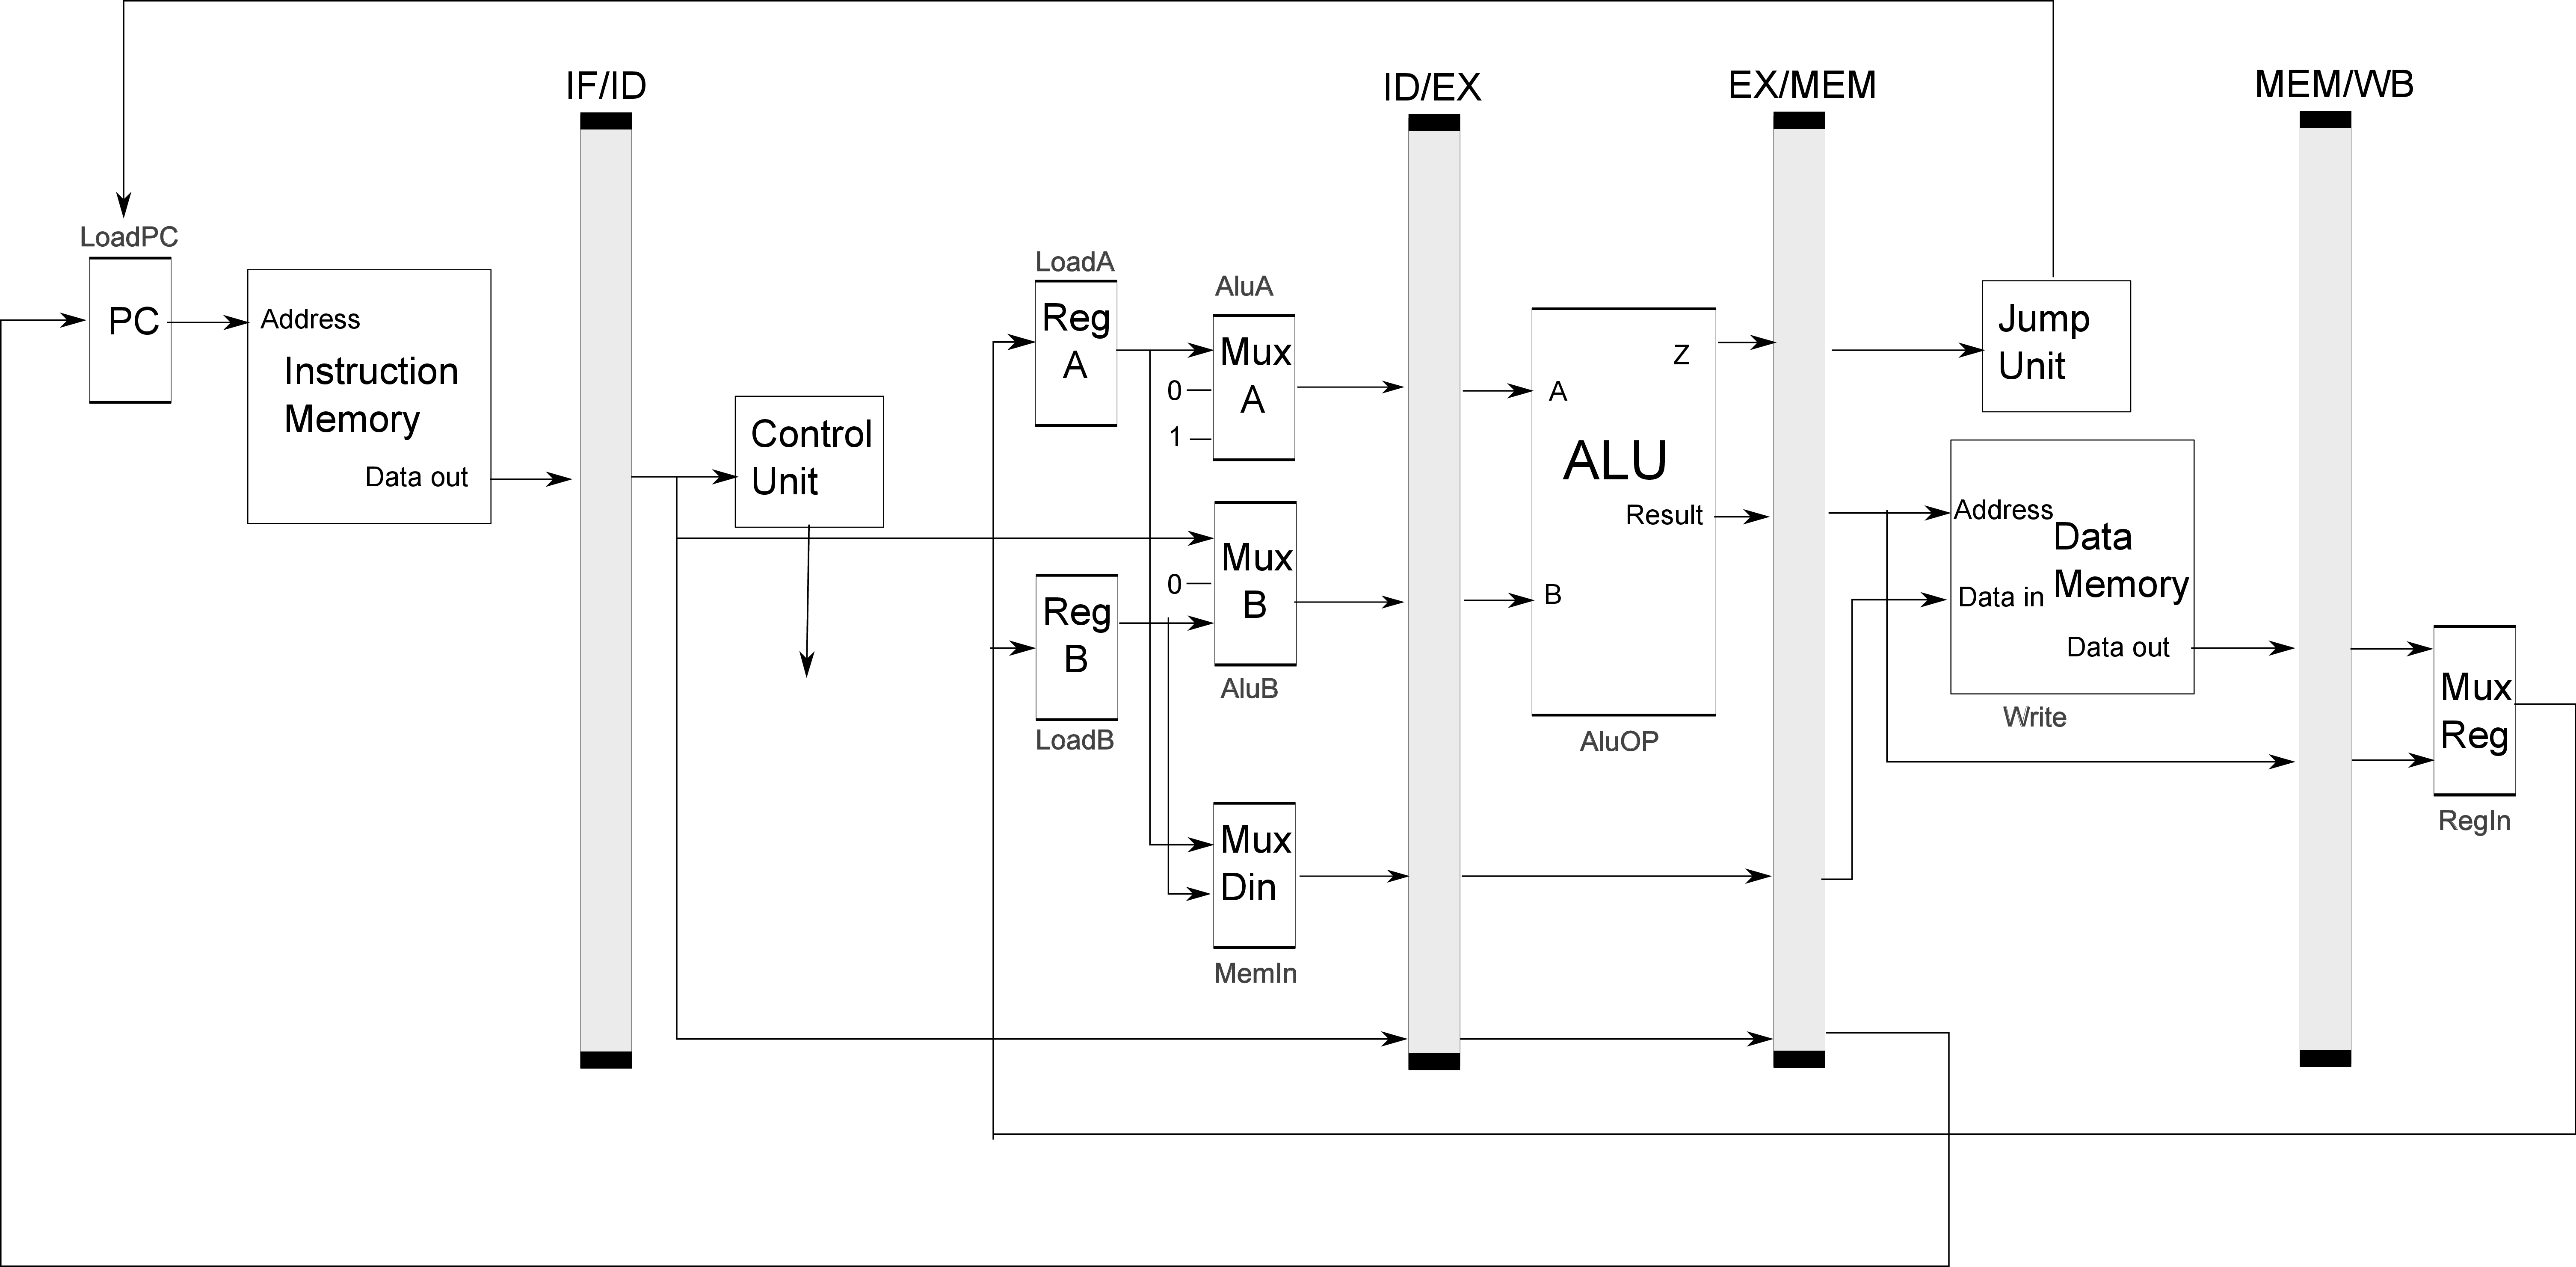 IF/ID
ID/EX
EX/MEM
MEM/WB
LoadPC
PC
Address
Instruction
Memory
Data out
Control
Unit
LoadA
Reg
A
AluA
Mux
A
0
1
Mux
B
0
AluB
Reg
B
LoadB
Mux
Din
MemIn
A
Z
ALU
Result
B
AluOP
Jump
Unit
Address
Data
Memory
Data in
Data out
Write
Mux
Reg
RegIn